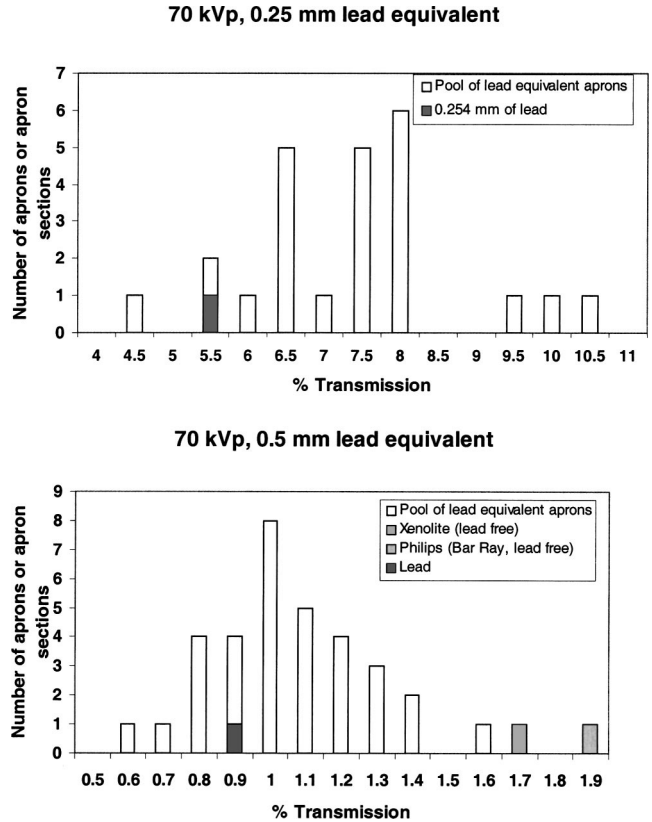 70 kVp, 0.25 mm lead equivalent
Number of aprons or apron
sections
7
6
5
4
3
2
1
0
Pool of lead equivalent aprons
0.254 mm of lead
4 4.5 5 5.5 6 6.5 7 7.5 8 8.5 9 9.5 10 10.5 11
% Transmission
70 kVp, 0.5 mm lead equivalent
Number of aprons or apron
sections
9
8
7
6
5
4
3
2
1
0
Pool of lead equivalent aprons
Xenolite (lead free)
Philips (Bar Ray, lead free)
Lead
0.5 0.6 0.7 0.8 0.9 1 1.1 1.2 1.3 1.4 1.5 1.6 1.7 1.9
% Transmission